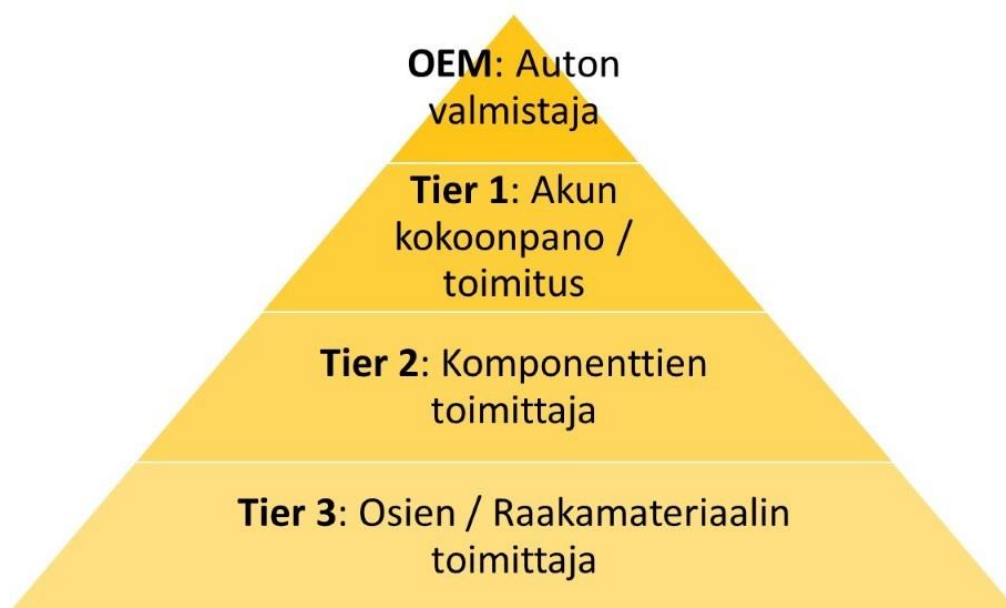 OEM: Auton
valmistaja
Tier 1: Akun
kokoonpano /
toimitus
Tier 2: Komponenttien
toimittaja
Tier 3: Osien / Raakamateriaalin
toimittaja